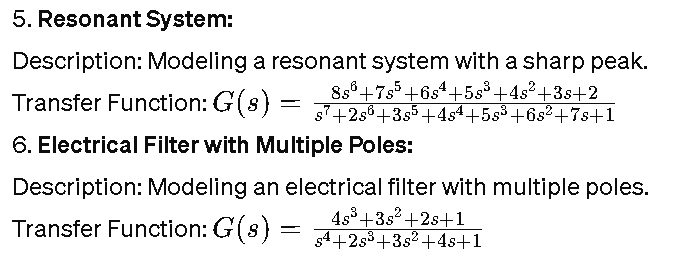 5. Resonant System:
Description: Modeling a resonant system with a sharp peak.
Transfer Function: G(s) = \frac{8s^6+7s^5+6s^4+5s^3+4s^2+3s+2}{s^7+2s^6+3s^5+4s^4+5s^3+6s^2+7s+1}
6. Electrical Filter with Multiple Poles:
Description: Modeling an electrical filter with multiple poles.
Transfer Function: G(s) = \frac{4s^3+3s^2+2s+1}{s^4+2s^3+3s^2+4s+1}